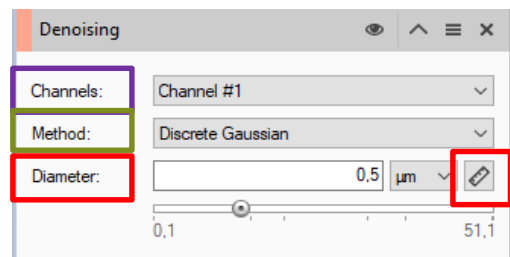 Denoising
Channels: Channel #1
Method: Discrete Gaussian
Diameter: 0,5 μm
0,1 51,1